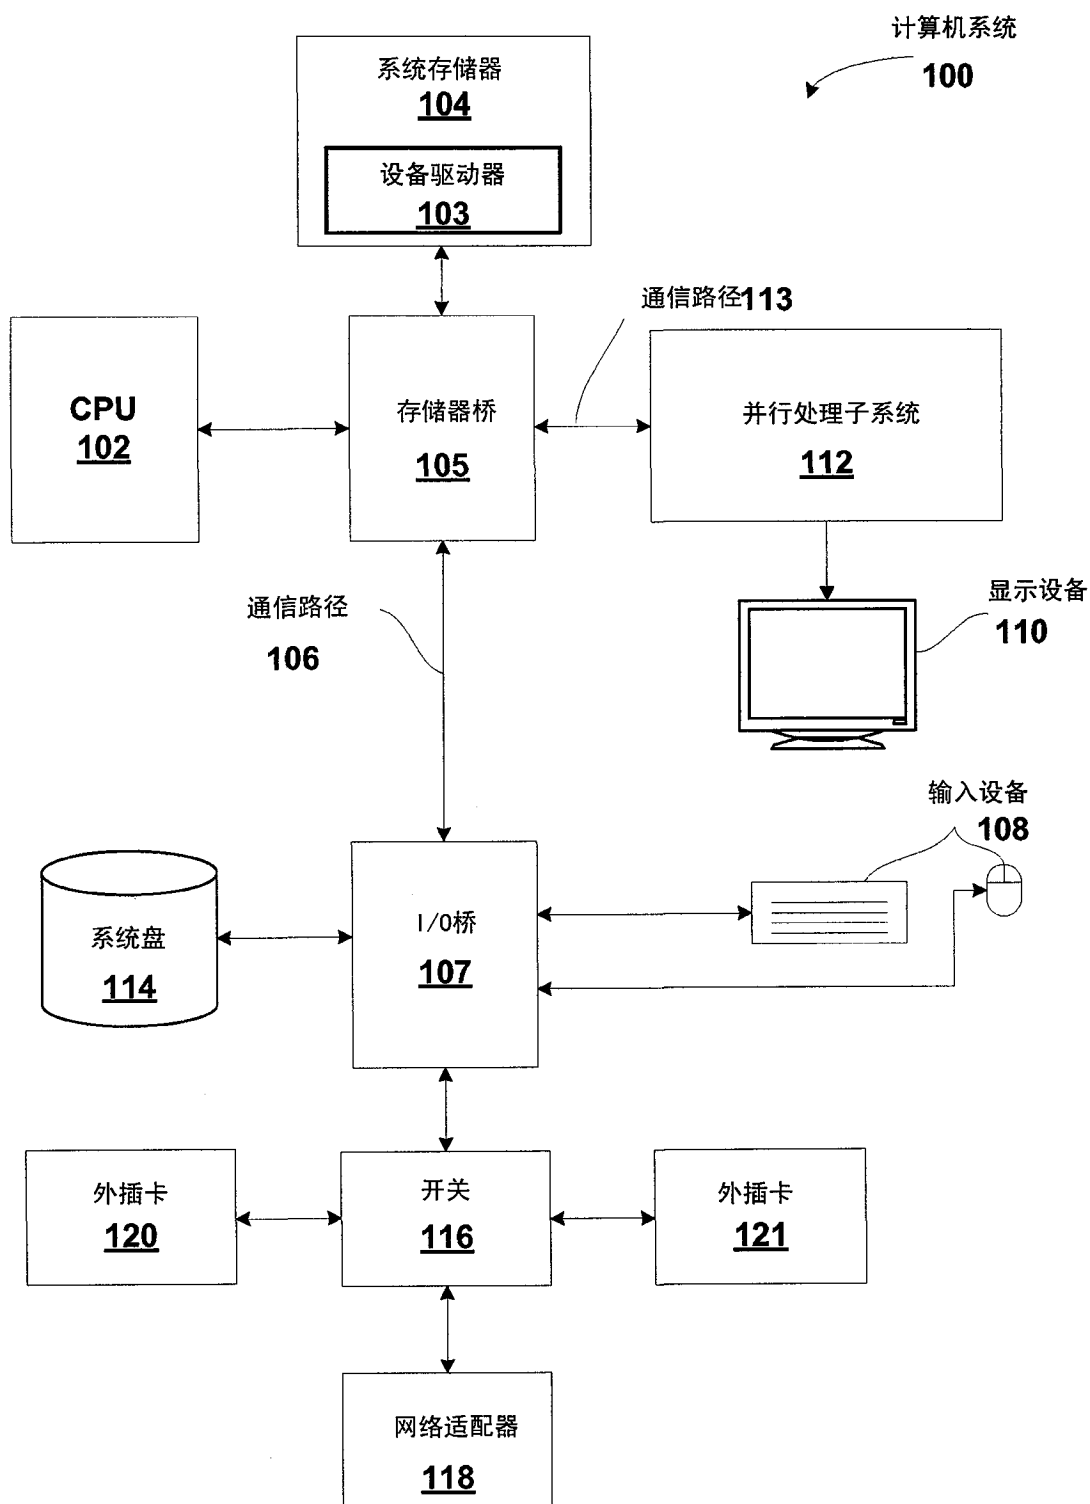 计算机系统
100
系统存储器
104
设备驱动器
103
通信路径113
CPU
102
存储器桥
105
并行处理子系统
112
通信路径
106
显示设备
110
输入设备
108
系统盘
114
I/O桥
107
外插卡
120
开关
116
外插卡
121
网络适配器
118